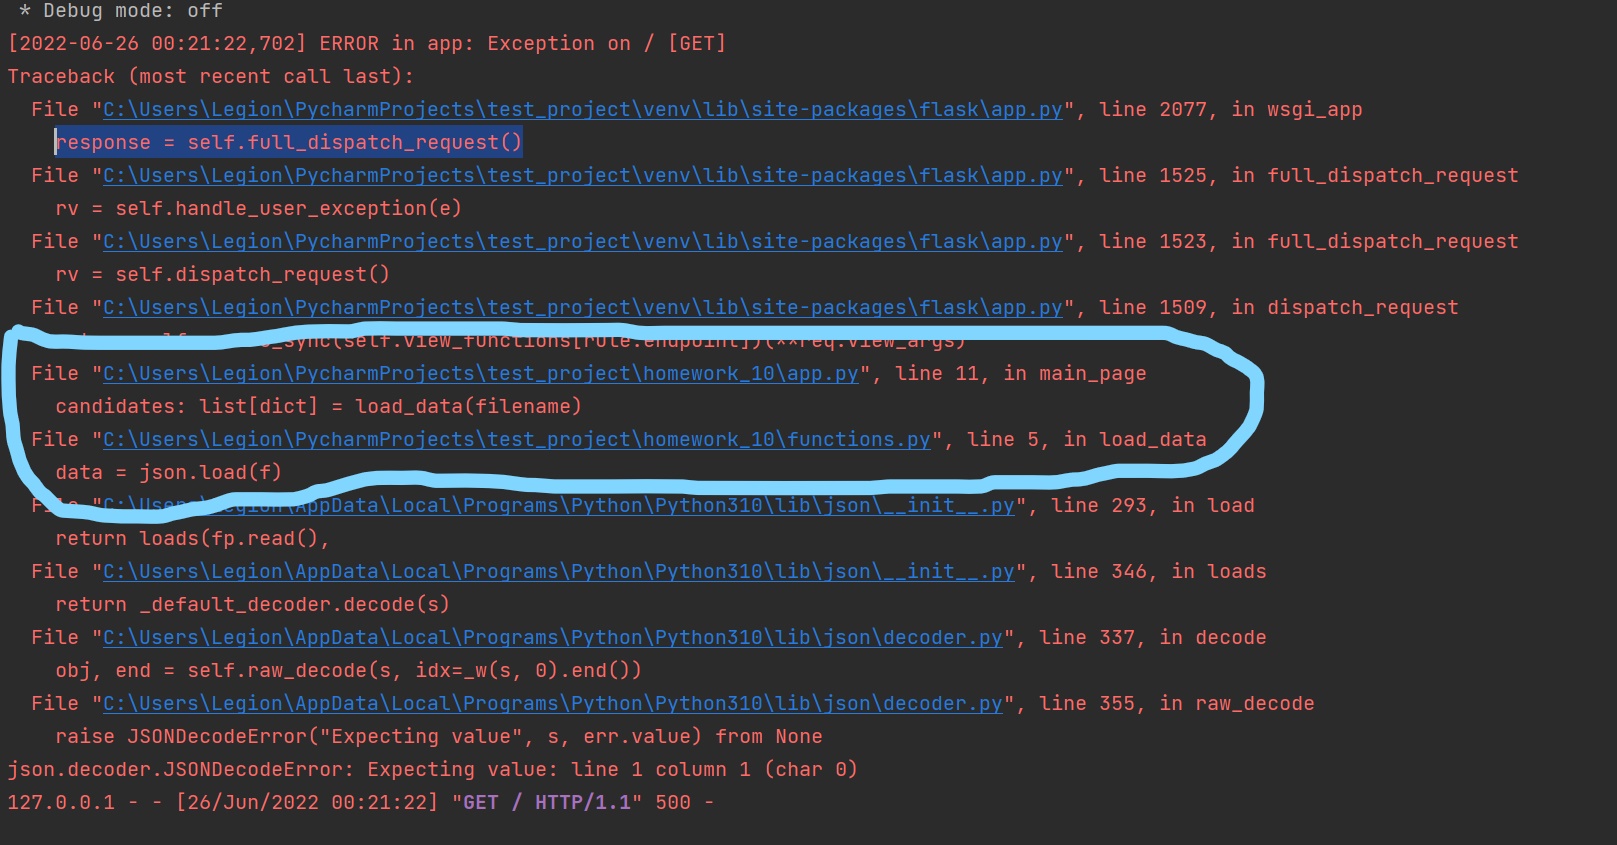 * Debug mode: off
[2022-06-26 00:21:22,702] ERROR in app: Exception on / [GET]
Traceback (most recent call last):
File "C:\Users\Legion\PycharmProjects\test_project\venv\lib\site-packages\flask\app.py", line 2077, in wsgi_app
response = self.full_dispatch_request()
File "C:\Users\Legion\PycharmProjects\test_project\venv\lib\site-packages\flask\app.py", line 1525, in full_dispatch_request
rv = self.handle_user_exception(e)
File "C:\Users\Legion\PycharmProjects\test_project\venv\lib\site-packages\flask\app.py", line 1523, in full_dispatch_request
rv = self.dispatch_request()
File "C:\Users\Legion\PycharmProjects\test_project\venv\lib\site-packages\flask\app.py", line 1509, in dispatch_request
_sync(self.view_functions[rule.endpoint])(**req.view_args)
File "C:\Users\Legion\PycharmProjects\test_project\homework_10\app.py", line 11, in main_page
candidates: list[dict] = load_data(filename)
File "C:\Users\Legion\PycharmProjects\test_project\homework_10\functions.py", line 5, in load_data
data = json.load(f)
File "C:\Users\Legion\AppData\Local\Programs\Python\Python310\lib\json\__init__.py", line 293, in load
return loads(fp.read(),
File "C:\Users\Legion\AppData\Local\Programs\Python\Python310\lib\json\__init__.py", line 346, in loads
return _default_decoder.decode(s)
File "C:\Users\Legion\AppData\Local\Programs\Python\Python310\lib\json\decoder.py", line 337, in decode
obj, end = self.raw_decode(s, idx=_w(s, 0).end())
File "C:\Users\Legion\AppData\Local\Programs\Python\Python310\lib\json\decoder.py", line 355, in raw_decode
raise JSONDecodeError("Expecting value", s, err.value) from None
json.decoder.JSONDecodeError: Expecting value: line 1 column 1 (char 0)
127.0.0.1 - - [26/Jun/2022 00:21:22] "GET / HTTP/1.1" 500 -